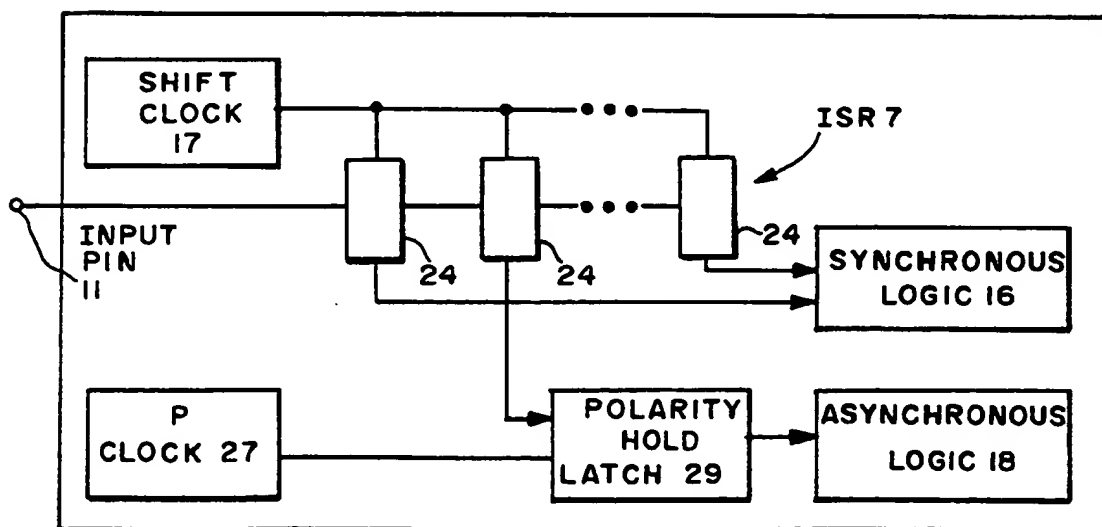 SHIFT
CLOCK
17
ISR 7
INPUT
PIN
11
24
24
24
SYNCHRONOUS
LOGIC 16
P
CLOCK 27
POLARITY
HOLD
LATCH 29
ASYNCHRONOUS
LOGIC 18